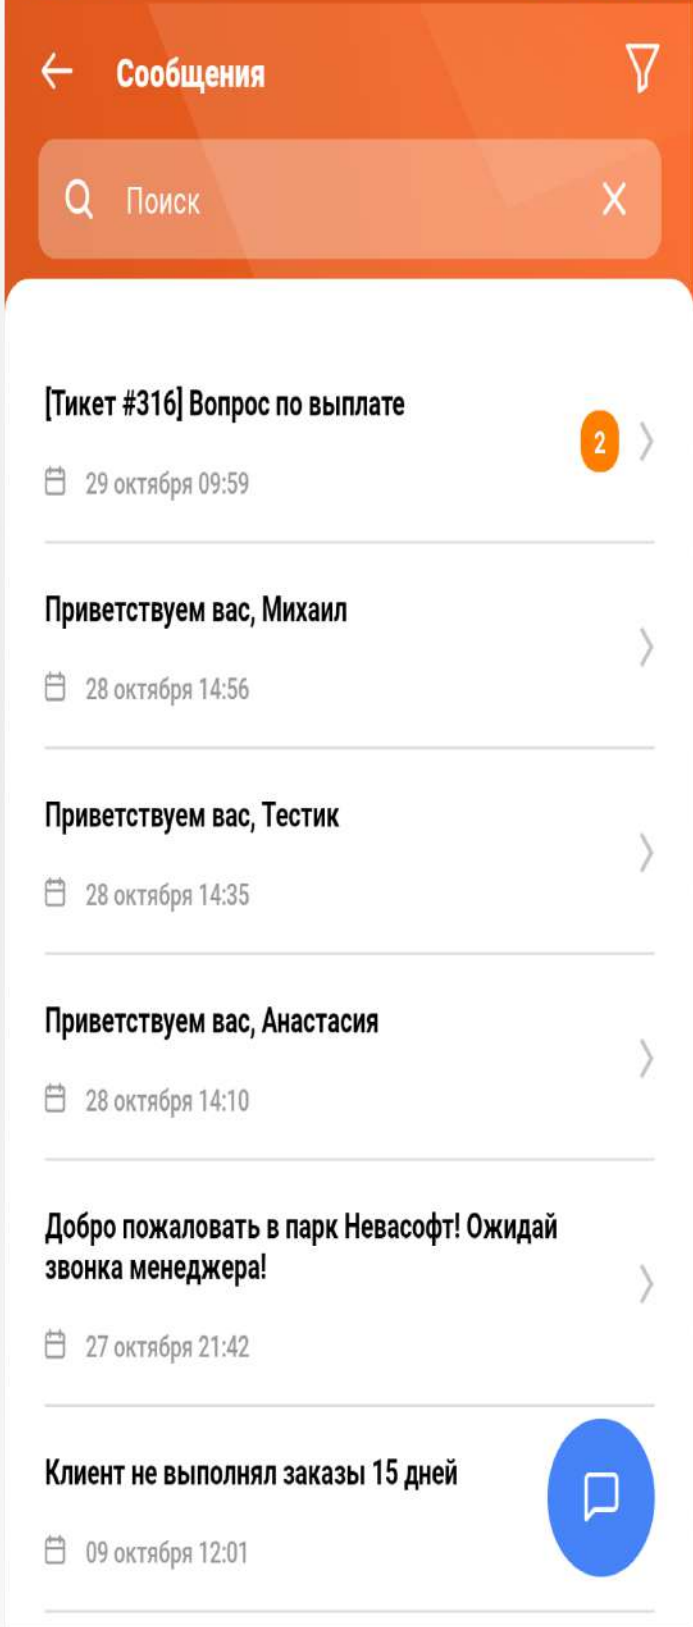 Сообщения
Поиск
[Тикет #316] Вопрос по выплате
2
29 октября 09:59
Приветствуем вас, Михаил
28 октября 14:56
Приветствуем вас, Тестик
28 октября 14:35
Приветствуем вас, Анастасия
28 октября 14:10
Добро пожаловать в парк Невасофт! Ожидай
звонка менеджера!
27 октября 21:42
Клиент не выполнял заказы 15 дней
09 октября 12:01